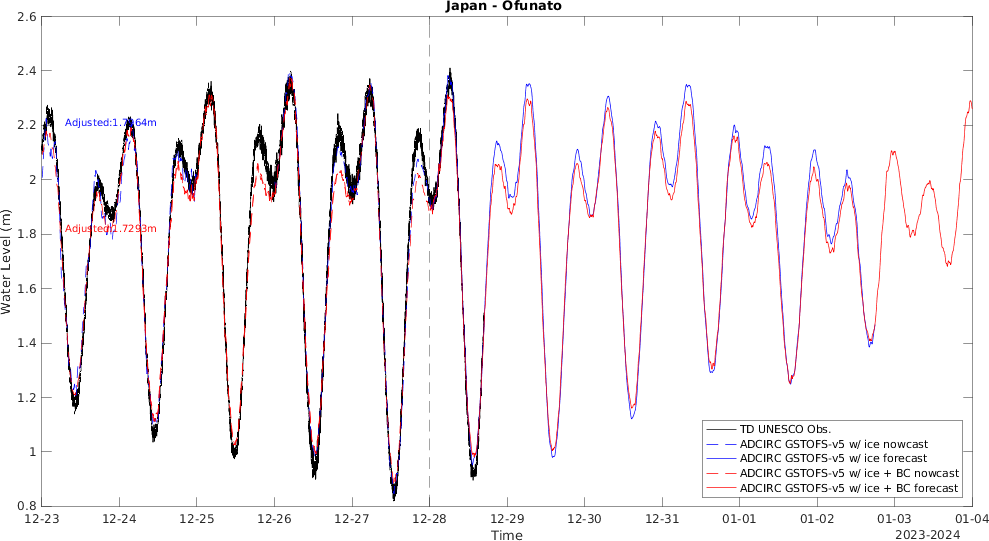 Japan - Ofunato
Water Level (m)
2.6
2.4
2.2
2
1.8
1.6
1.4
1.2
1
0.8
Adjusted:1.7364m
Adjusted:1.7293m
TD UNESCO Obs.
ADCIRC GSTOFS-v5 w/ ice nowcast
ADCIRC GSTOFS-v5 w/ ice forecast
ADCIRC GSTOFS-v5 w/ ice + BC nowcast
ADCIRC GSTOFS-v5 w/ ice + BC forecast
12-23 12-24 12-25 12-26 12-27 12-28 12-29 12-30 12-31 01-01 01-02 01-03 01-04
Time
2023-2024